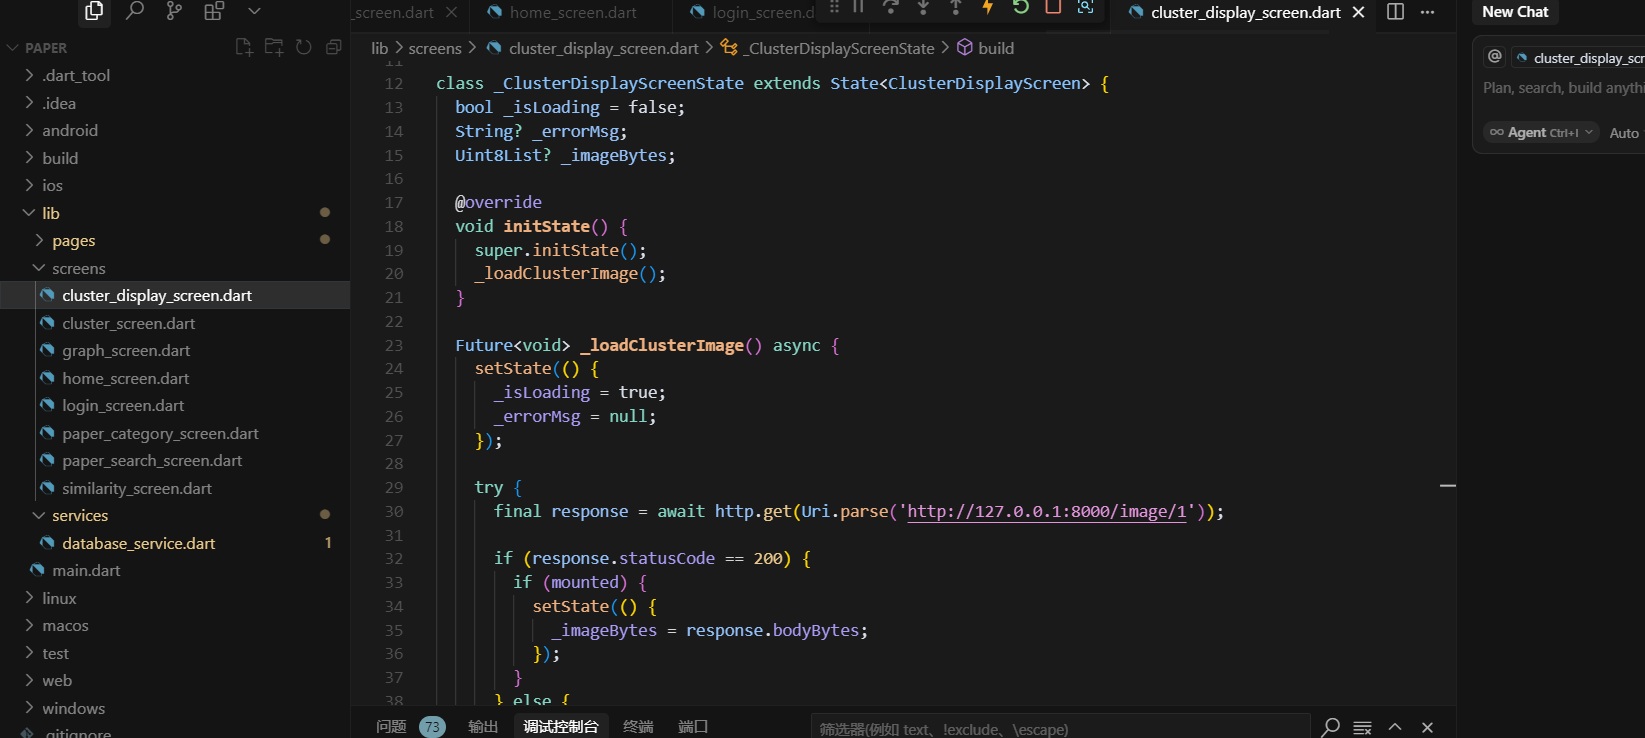 _screen.dart
home_screen.dart
login_screen.d
cluster_display_screen.dart
New Chat
PAPER
.dart_tool
.idea
android
build
ios
lib
pages
screens
cluster_display_screen.dart
cluster_screen.dart
graph_screen.dart
home_screen.dart
login_screen.dart
paper_category_screen.dart
paper_search_screen.dart
similarity_screen.dart
services
database_service.dart 1
main.dart
linux
macos
test
web
windows
.gitignore
lib > screens > cluster_display_screen.dart > _ClusterDisplayScreenState > build
11
12 class _ClusterDisplayScreenState extends State<ClusterDisplayScreen> {
13 bool _isLoading = false;
14 String? _errorMsg;
15 Uint8List? _imageBytes;
16
17 @override
18 void initState() {
19 super.initState();
20 _loadClusterImage();
21 }
22
23 Future<void> _loadClusterImage() async {
24 setState(() {
25 _isLoading = true;
26 _errorMsg = null;
27 });
28
29 try {
30 final response = await http.get(Uri.parse('http://127.0.0.1:8000/image/1'));
31
32 if (response.statusCode == 200) {
33 if (mounted) {
34 setState(() {
35 _imageBytes = response.bodyBytes;
36 });
37 }
38 } else {
问题 73 输出 调试控制台 终端 端口
筛选器(例如 text、!exclude、\escape)
@ cluster_display_scr
Plan, search, build anythi
Agent Ctrl+I Auto